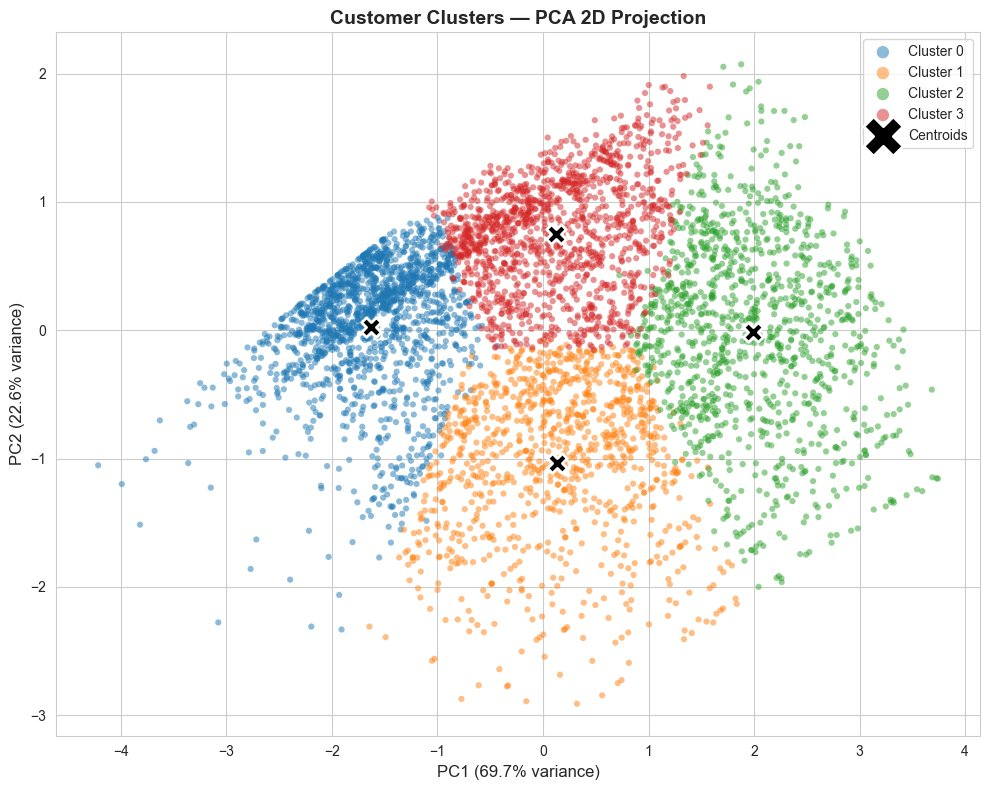 Customer Clusters — PCA 2D Projection
Cluster 0
Cluster 1
Cluster 2
Cluster 3
Centroids
PC2 (22.6% variance)
2
1
0
−1
−2
−3
−4 −3 −2 −1 0 1 2 3 4
PC1 (69.7% variance)